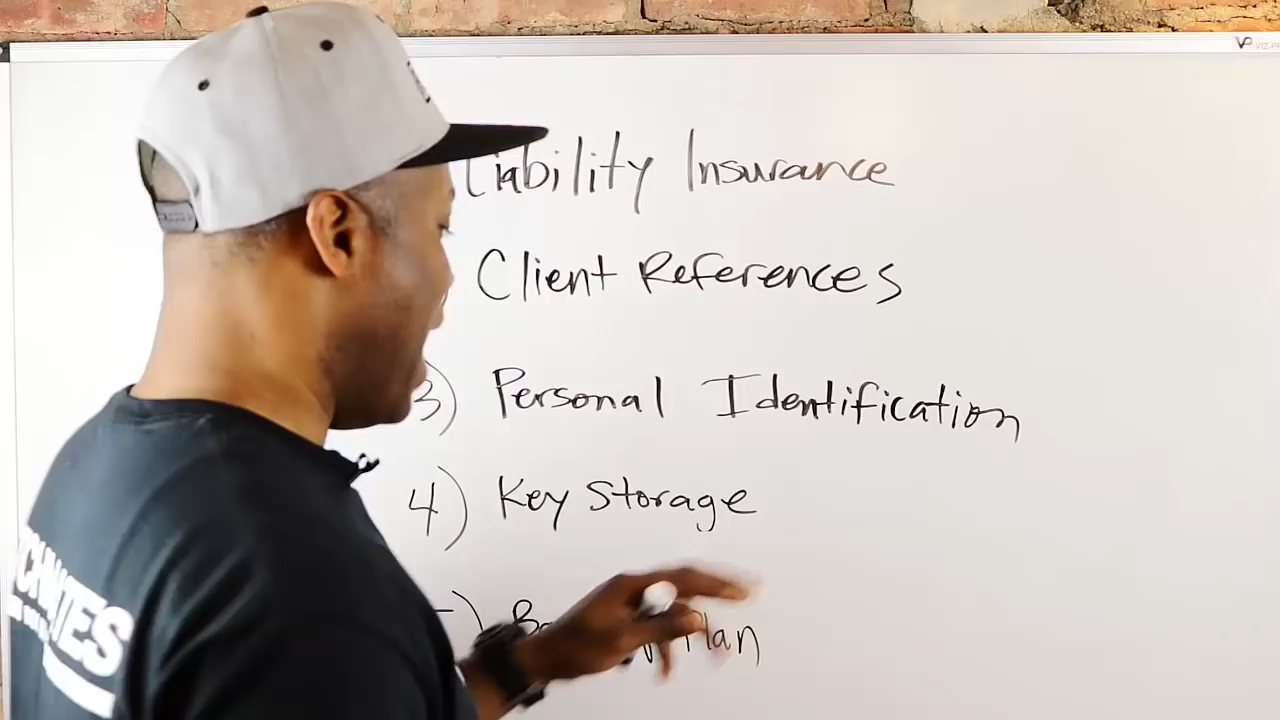 Liability Insurance
Client References
3) Personal Identification
4) Key Storage
Plan